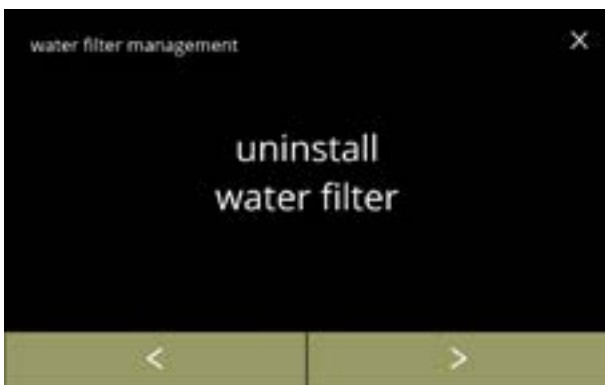 water filter management
X
uninstall
water filter
< >